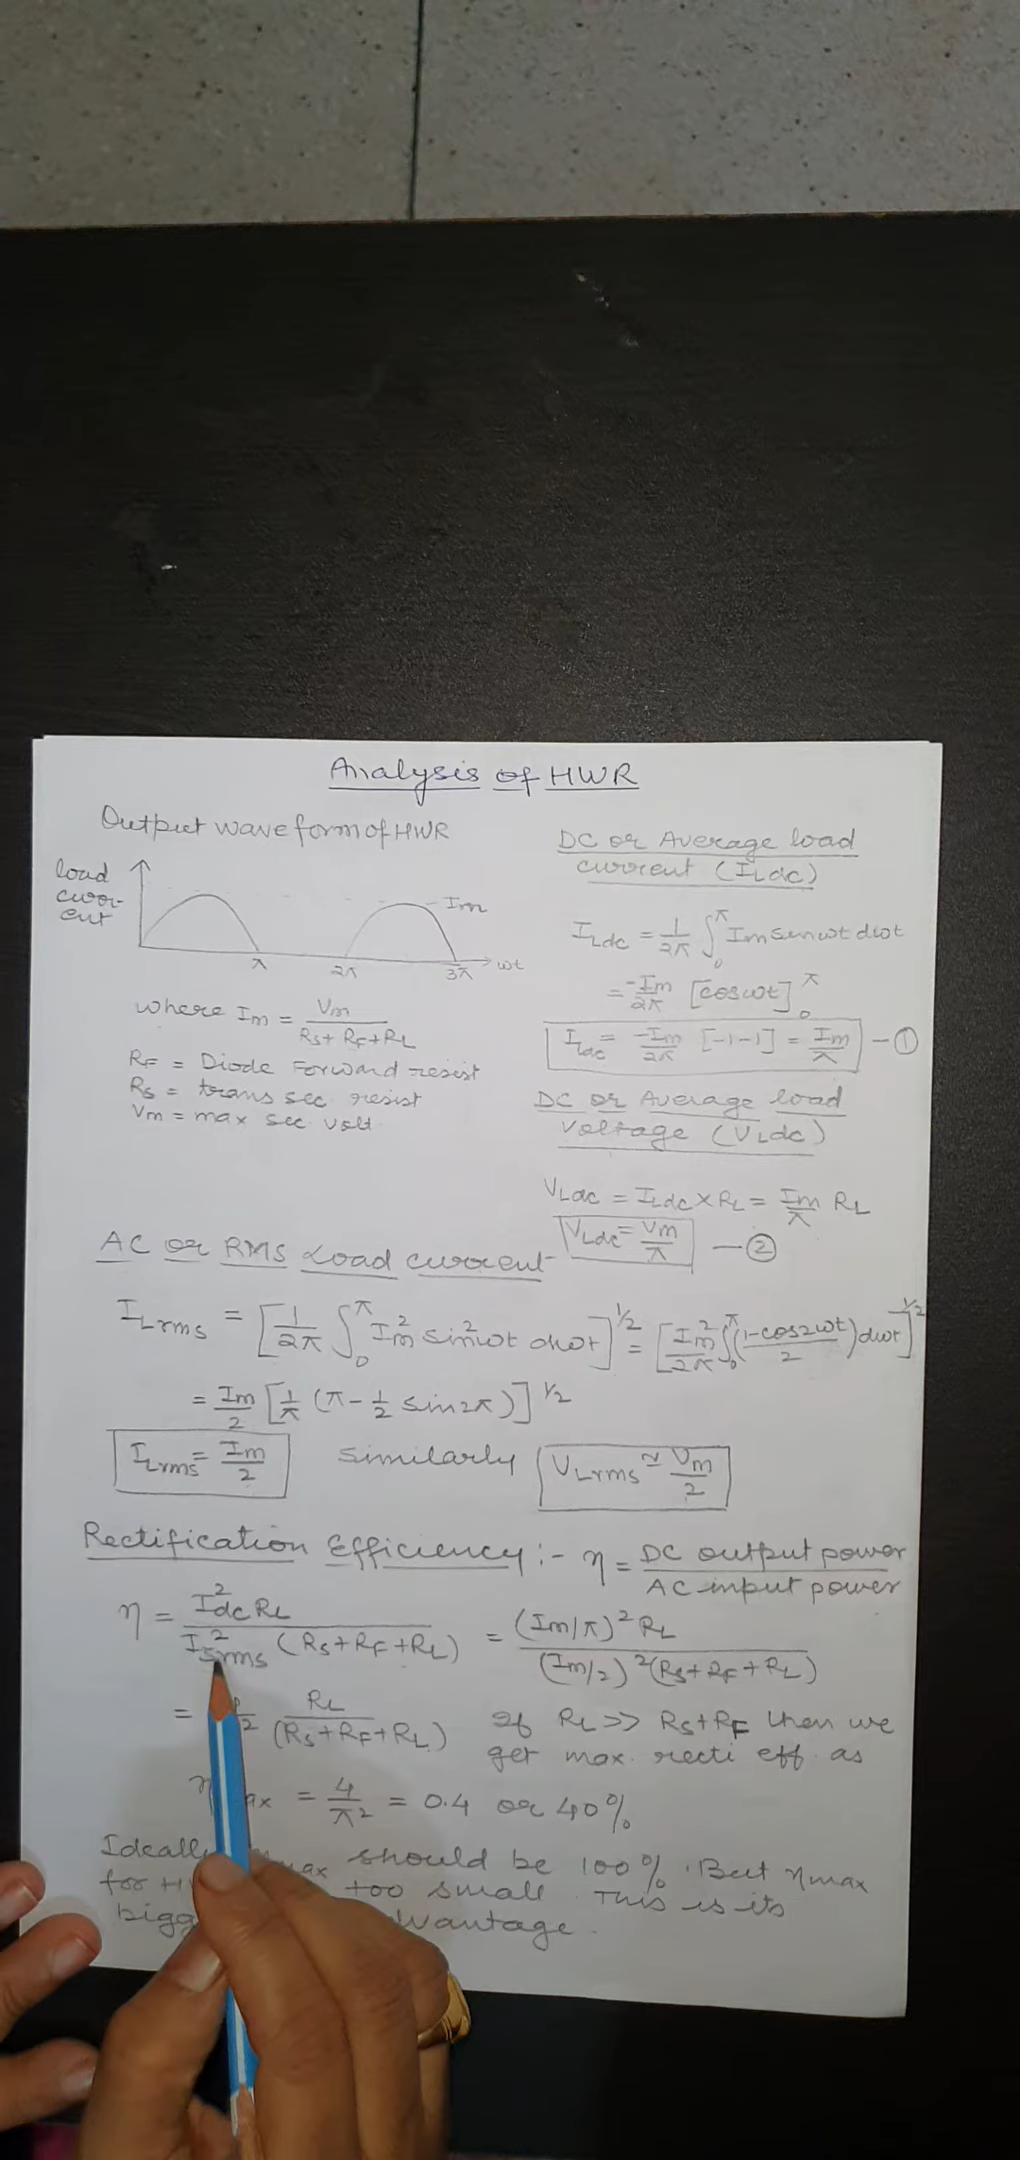 Analysis of HWR
Output waveform of HWR
load
curr-
ent
Im
π 2π 3π ωt
where Im = Vm / (Rs + RF + RL)
RF = Diode Forward resist
Rs = trans sec resist
Vm = max sec volt
DC or Average load
current (ILdc)
ILdc = 1/2π ∫₀^π Im sinωt dωt
= -Im/2π [cosωt]₀^π
Idc = -Im/2π [-1-1] = Im/π — ①
DC or Average load
voltage (VLdc)
VLdc = ILdc × RL = Im/π RL
VLdc = Vm/π — ②
AC or RMS Load current-
ILrms = [1/2π ∫₀^π Im² sin²ωt dωt]^1/2 = [Im²/2π ∫₀^π (1-cos2ωt / 2) dωt]^1/2
= Im/2 [1/π (π - 1/2 sin2π)]^1/2
ILrms = Im/2 similarly VLrms ≃ Vm/2
Rectification Efficiency :- η = DC output power / AC input power
η = I²dc RL / I²srms (Rs + RF + RL) = (Im/π)² RL / (Im/2)² (Rs + RF + RL)
= RL / (Rs + RF + RL) If RL >> Rs + RF then we
get max. recti eff. as
= 4/π² = 0.4 or 40%
should be 100%. But ηmax
for too small. This is its